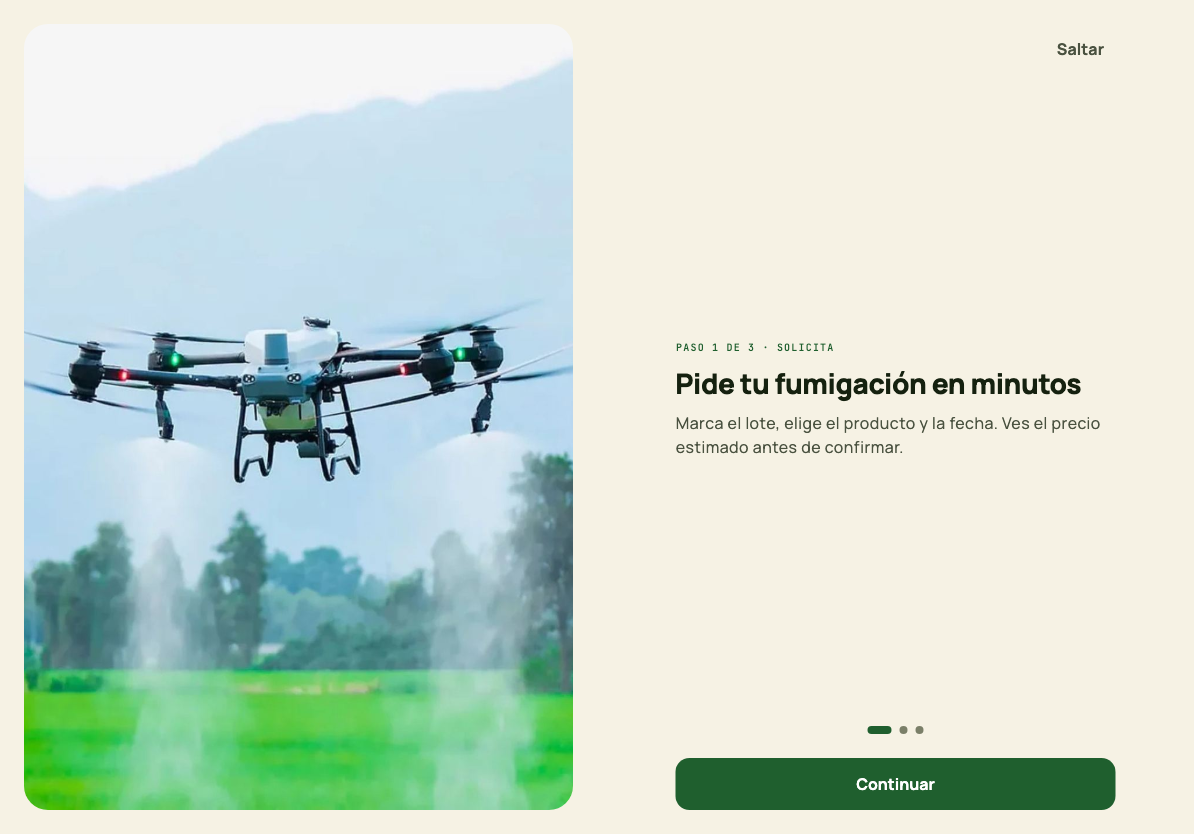 Saltar
PASO 1 DE 3 · SOLICITA
Pide tu fumigación en minutos
Marca el lote, elige el producto y la fecha. Ves el precio
estimado antes de confirmar.
Continuar